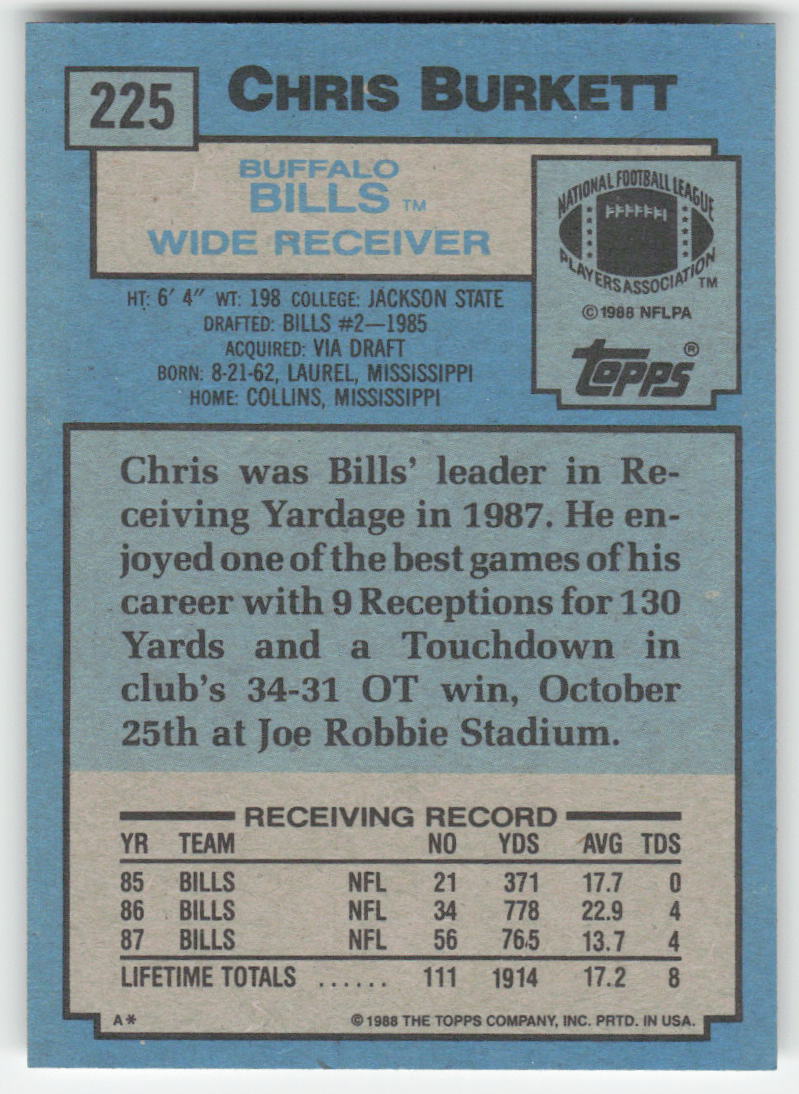 225
CHRIS BURKETT
BUFFALO
BILLS TM
WIDE RECEIVER
NATIONAL FOOTBALL LEAGUE
PLAYERS ASSOCIATION TM
© 1988 NFLPA
Topps®
HT: 6' 4" WT: 198 COLLEGE: JACKSON STATE
DRAFTED: BILLS #2—1985
ACQUIRED: VIA DRAFT
BORN: 8-21-62, LAUREL, MISSISSIPPI
HOME: COLLINS, MISSISSIPPI
Chris was Bills' leader in Re-
ceiving Yardage in 1987. He en-
joyed one of the best games of his
career with 9 Receptions for 130
Yards and a Touchdown in
club's 34-31 OT win, October
25th at Joe Robbie Stadium.
RECEIVING RECORD
YR TEAM NO YDS AVG TDS
85 BILLS NFL 21 371 17.7 0
86 BILLS NFL 34 778 22.9 4
87 BILLS NFL 56 765 13.7 4
LIFETIME TOTALS ...... 111 1914 17.2 8
A* © 1988 THE TOPPS COMPANY, INC. PRTD. IN USA.